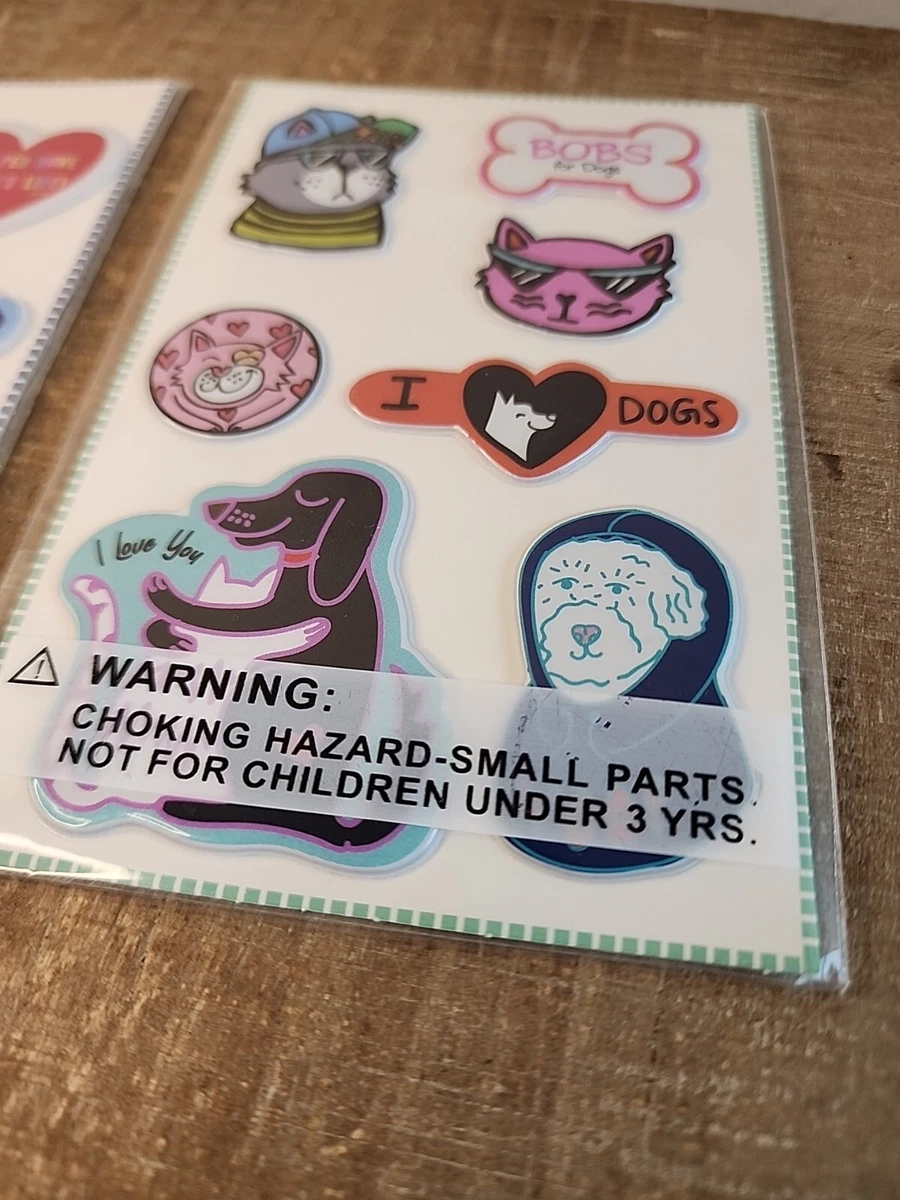 BOBS
for Dogs
I DOGS
I Love You
WARNING:
CHOKING HAZARD-SMALL PARTS.
NOT FOR CHILDREN UNDER 3 YRS.